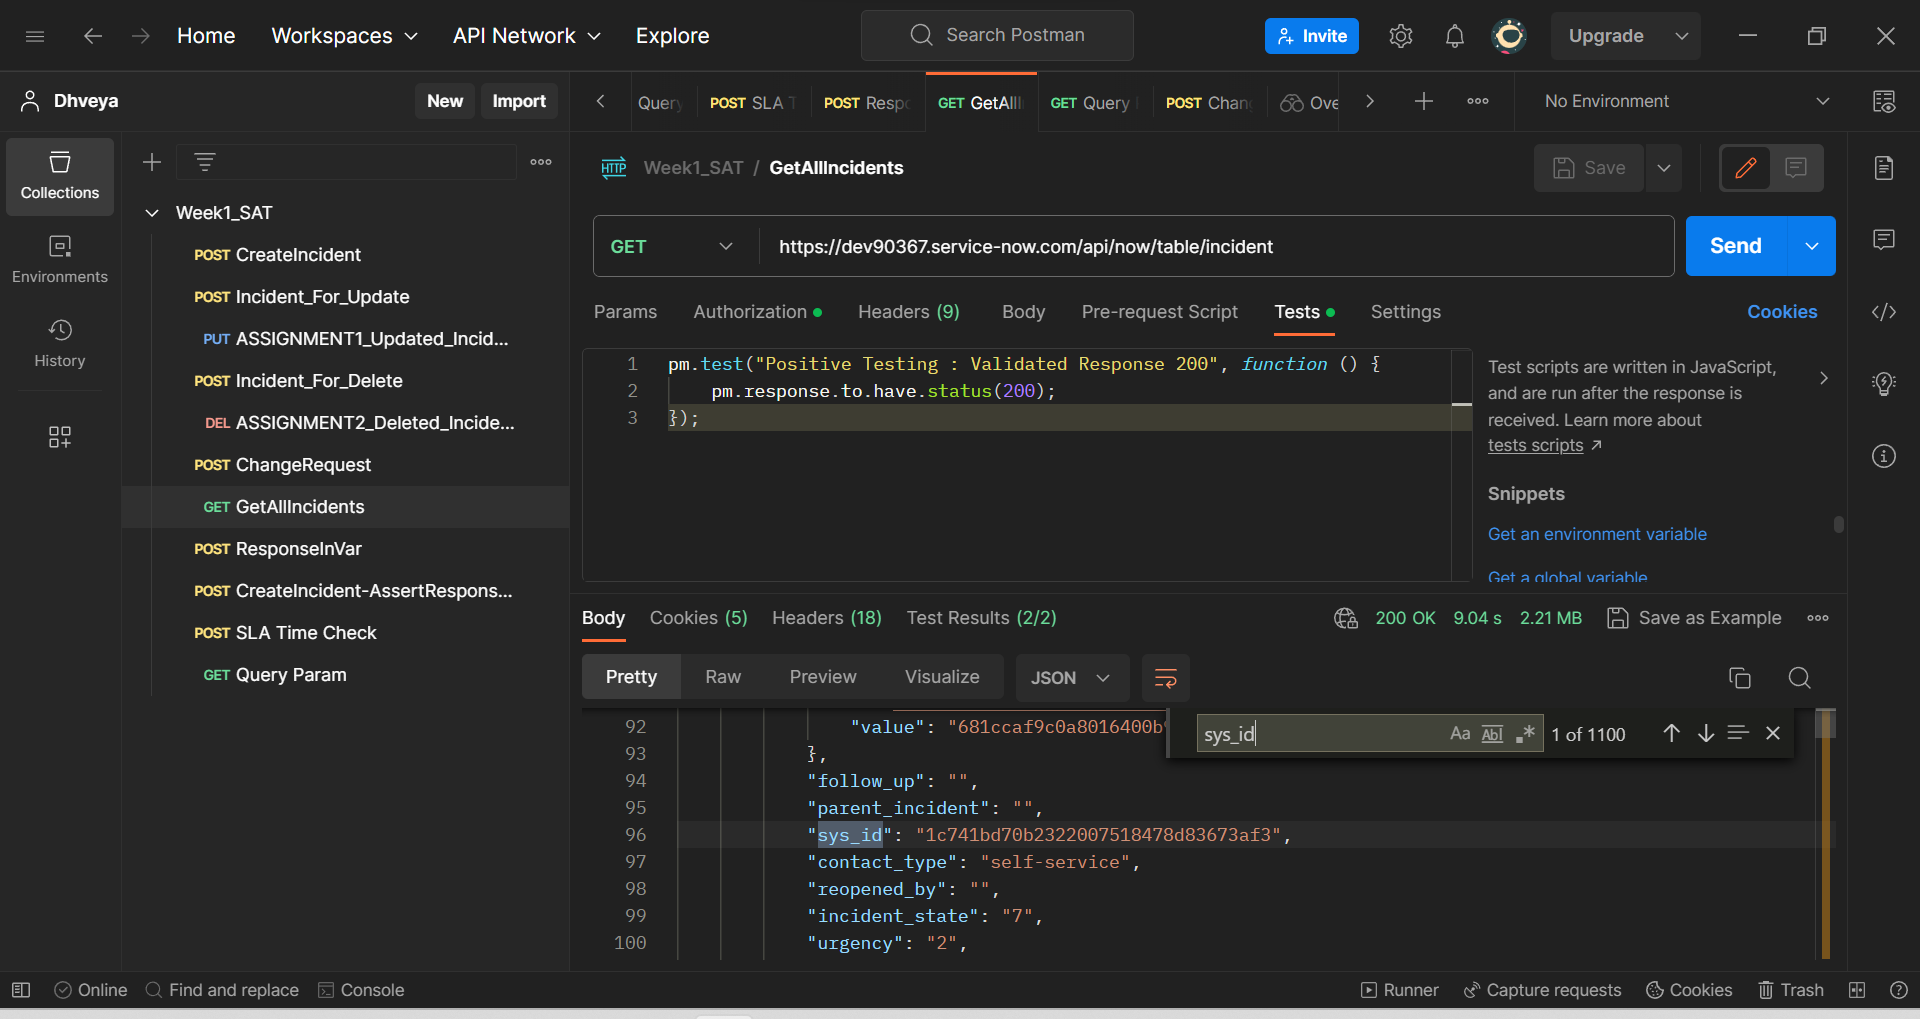 Home Workspaces API Network Explore Search Postman Invite Upgrade
Dhveya New Import
Query POST SLA T POST Resp GET GetAllI GET Query POST Chan Ove No Environment
Collections
Environments
History
Week1_SAT
POST CreateIncident
POST Incident_For_Update
PUT ASSIGNMENT1_Updated_Incid...
POST Incident_For_Delete
DEL ASSIGNMENT2_Deleted_Incide...
POST ChangeRequest
GET GetAllIncidents
POST ResponseInVar
POST CreateIncident-AssertRespons...
POST SLA Time Check
GET Query Param
HTTP Week1_SAT / GetAllIncidents Save
GET https://dev90367.service-now.com/api/now/table/incident Send
Params Authorization Headers (9) Body Pre-request Script Tests Settings Cookies
1 pm.test("Positive Testing : Validated Response 200", function () {
2 pm.response.to.have.status(200);
3 });
Test scripts are written in JavaScript,
and are run after the response is
received. Learn more about
tests scripts ↗
Snippets
Get an environment variable
Get a global variable
Body Cookies (5) Headers (18) Test Results (2/2) 200 OK 9.04 s 2.21 MB Save as Example
Pretty Raw Preview Visualize JSON
sys_id Aa Abl .* 1 of 1100
92 "value": "681ccaf9c0a8016400b
93 },
94 "follow_up": "",
95 "parent_incident": "",
96 "sys_id": "1c741bd70b2322007518478d83673af3",
97 "contact_type": "self-service",
98 "reopened_by": "",
99 "incident_state": "7",
100 "urgency": "2",
Online Find and replace Console Runner Capture requests Cookies Trash